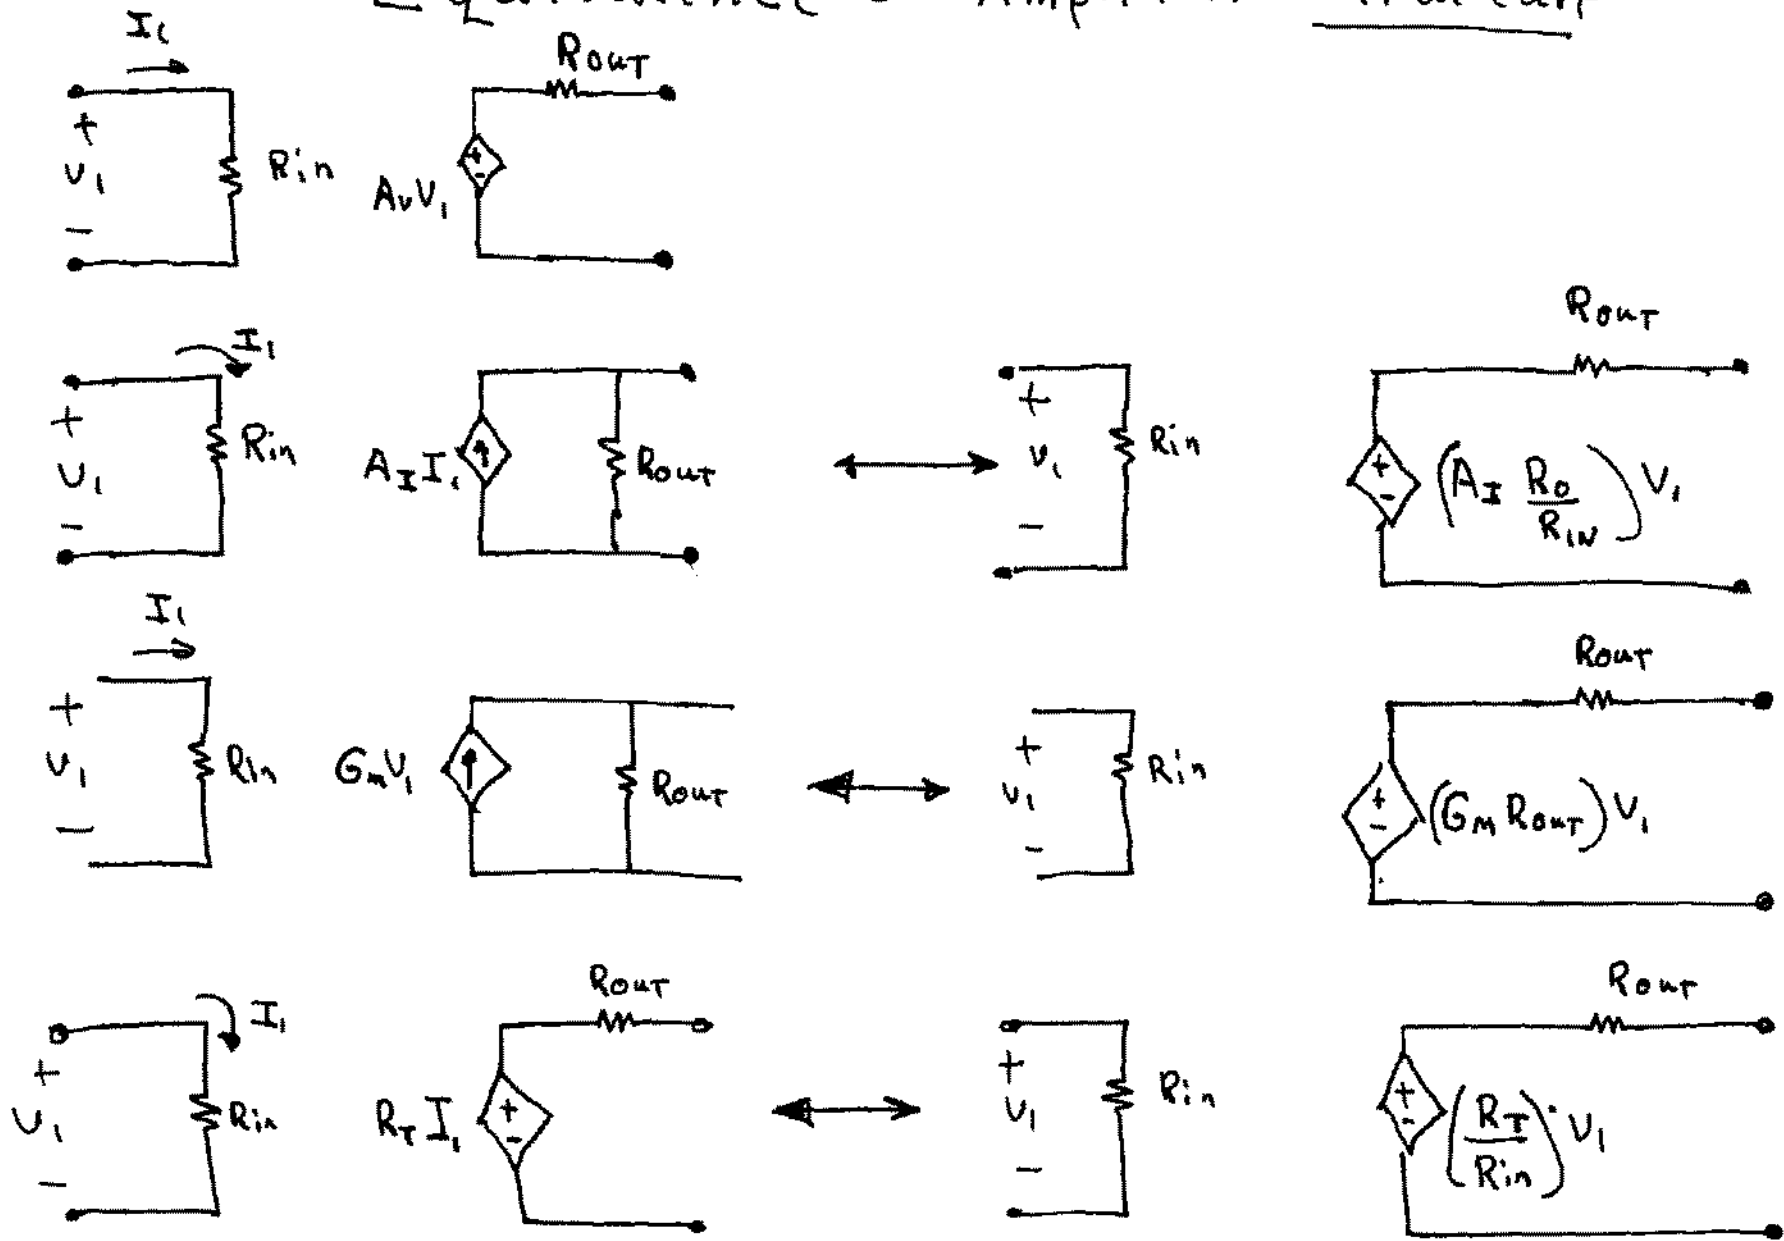 I1
ROUT
+
V1
-
Rin
AVV1
+
-
I1
+
V1
-
Rin
AII1
ROUT
+
V1
-
Rin
ROUT
+
-
(AI RO/RIN) V1
I1
+
V1
-
Rin
GmV1
ROUT
+
V1
-
Rin
ROUT
+
-
(GM ROUT) V1
I1
+
V1
-
Rin
ROUT
RTI1
+
-
+
V1
-
Rin
ROUT
+
-
(RT/Rin)·V1